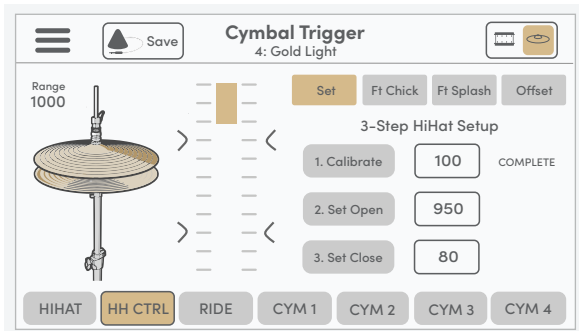 Save
Cymbal Trigger
4: Gold Light
Range
1000
Set
Ft Chick
Ft Splash
Offset
3-Step HiHat Setup
1. Calibrate
100
COMPLETE
2. Set Open
950
3. Set Close
80
HIHAT
HH CTRL
RIDE
CYM 1
CYM 2
CYM 3
CYM 4